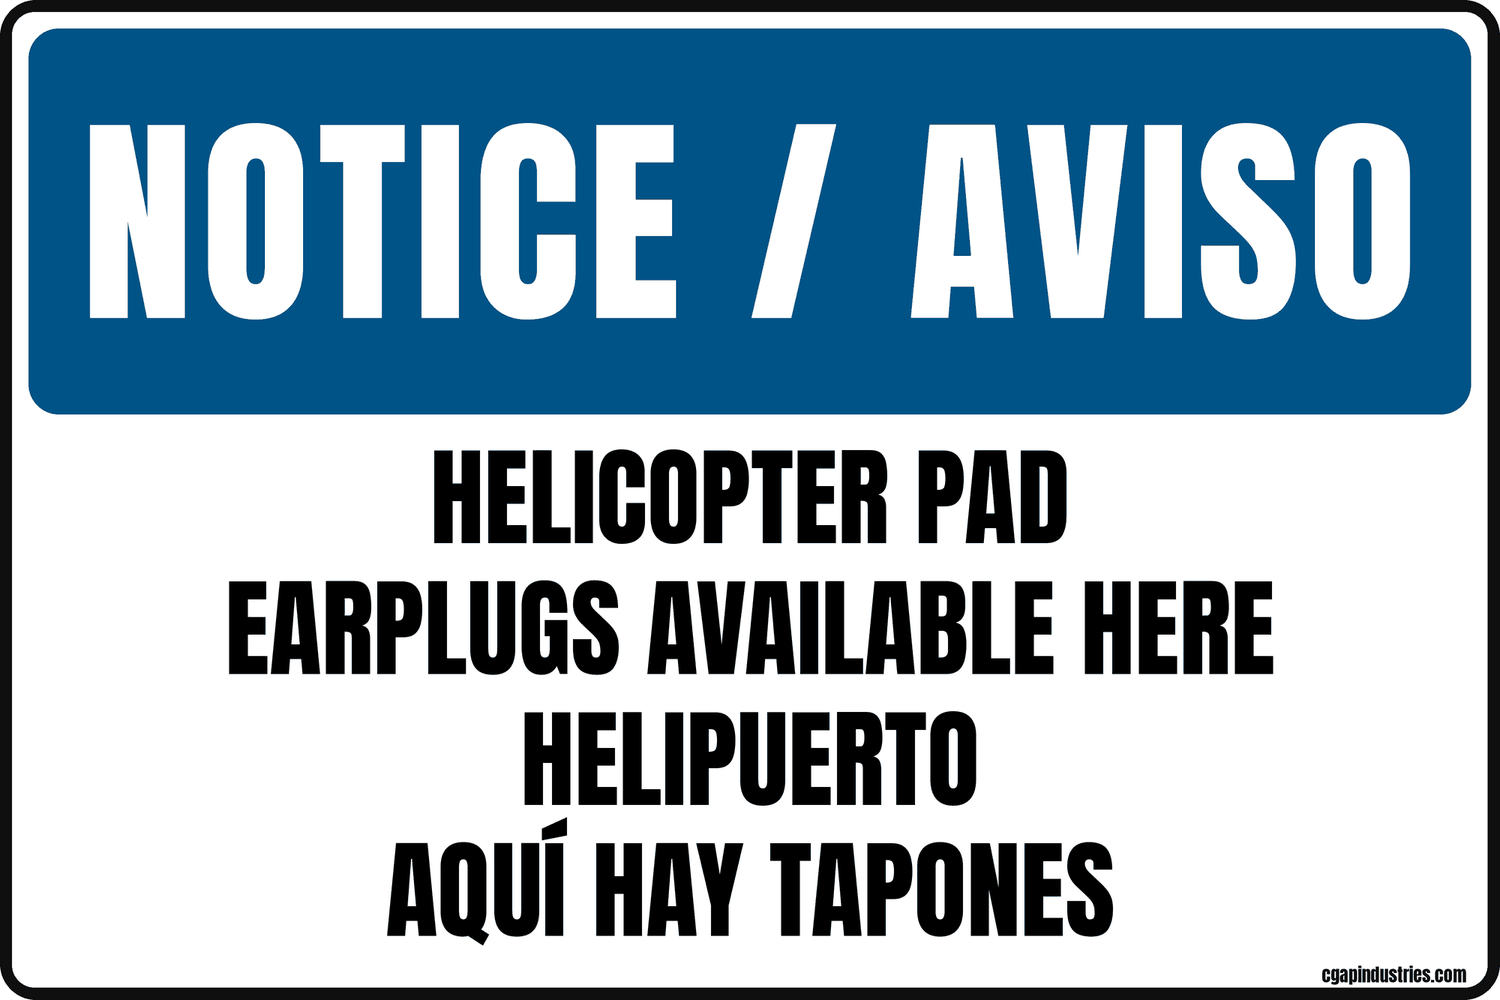 NOTICE / AVISO
HELICOPTER PAD
EARPLUGS AVAILABLE HERE
HELIPUERTO
AQUÍ HAY TAPONES
cgapindustries.com